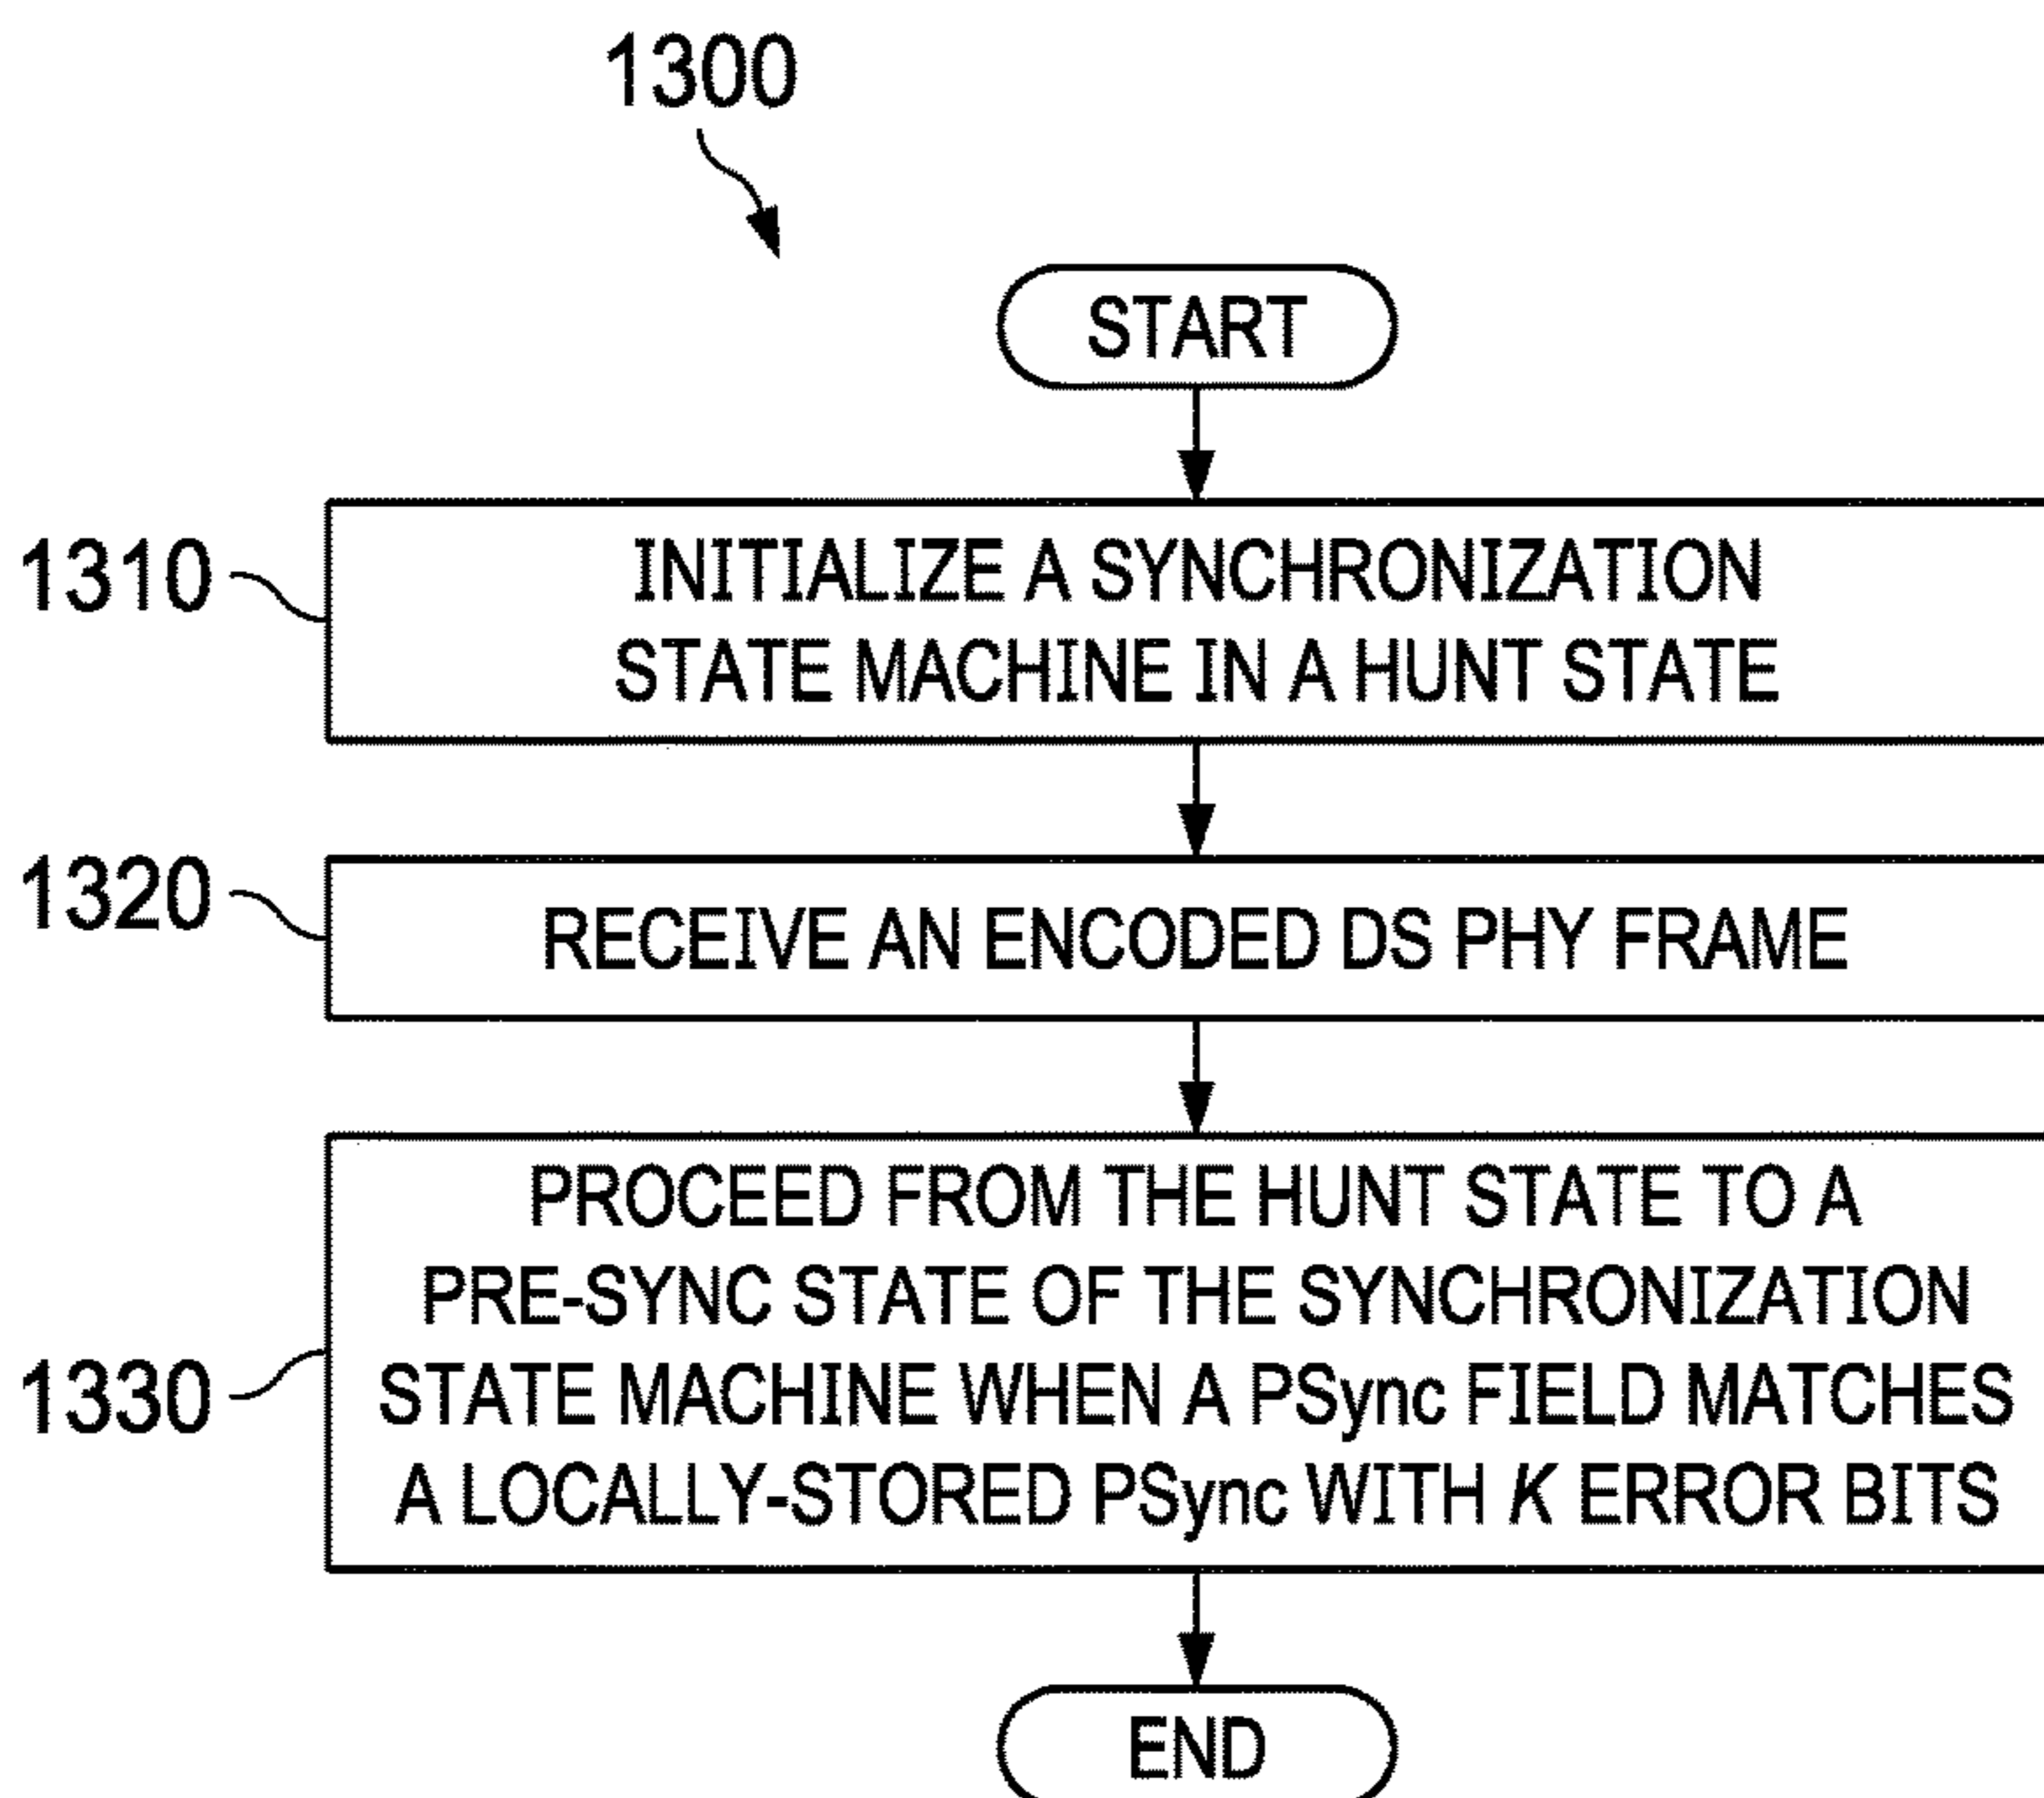 1300
START
1310
INITIALIZE A SYNCHRONIZATION
STATE MACHINE IN A HUNT STATE
1320
RECEIVE AN ENCODED DS PHY FRAME
1330
PROCEED FROM THE HUNT STATE TO A
PRE-SYNC STATE OF THE SYNCHRONIZATION
STATE MACHINE WHEN A PSync FIELD MATCHES
A LOCALLY-STORED PSync WITH K ERROR BITS
END